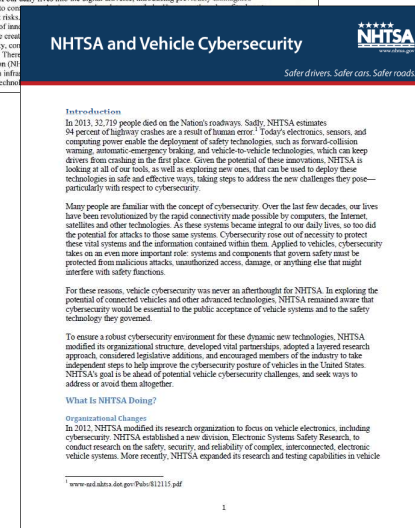 to con
risks.
of inno
e creat
y, con
There
on (NH
infra
technol
NHTSA and Vehicle Cybersecurity
NHTSA
www.nhtsa.gov
Safer drivers. Safer cars. Safer roads.
Introduction
In 2013, 32,719 people died on the Nation's roadways. Sadly, NHTSA estimates
94 percent of highway crashes are a result of human error.1 Today's electronics, sensors, and
computing power enable the deployment of safety technologies, such as forward-collision
warning, automatic-emergency braking, and vehicle-to-vehicle technologies, which can keep
drivers from crashing in the first place. Given the potential of these innovations, NHTSA is
looking at all of our tools, as well as exploring new ones, that can be used to deploy these
technologies in safe and effective ways, taking steps to address the new challenges they pose—
particularly with respect to cybersecurity.
Many people are familiar with the concept of cybersecurity. Over the last few decades, our lives
have been revolutionized by the rapid connectivity made possible by computers, the Internet,
satellites and other technologies. As these systems became integral to our daily lives, so too did
the potential for attacks to those same systems. Cybersecurity rose out of necessity to protect
these vital systems and the information contained within them. Applied to vehicles, cybersecurity
takes on an even more important role: systems and components that govern safety must be
protected from malicious attacks, unauthorized access, damage, or anything else that might
interfere with safety functions.
For these reasons, vehicle cybersecurity was never an afterthought for NHTSA. In exploring the
potential of connected vehicles and other advanced technologies, NHTSA remained aware that
cybersecurity would be essential to the public acceptance of vehicle systems and to the safety
technology they governed.
To ensure a robust cybersecurity environment for these dynamic new technologies, NHTSA
modified its organizational structure, developed vital partnerships, adopted a layered research
approach, considered legislative additions, and encouraged members of the industry to take
independent steps to help improve the cybersecurity posture of vehicles in the United States.
NHTSA's goal is be ahead of potential vehicle cybersecurity challenges, and seek ways to
address or avoid them altogether.
What Is NHTSA Doing?
Organizational Changes
In 2012, NHTSA modified its research organization to focus on vehicle electronics, including
cybersecurity. NHTSA established a new division, Electronic Systems Safety Research, to
conduct research on the safety, security, and reliability of complex, interconnected, electronic
vehicle systems. More recently, NHTSA expanded its research and testing capabilities in vehicle
1 www-nrd.nhtsa.dot.gov/Pubs/812115.pdf
1